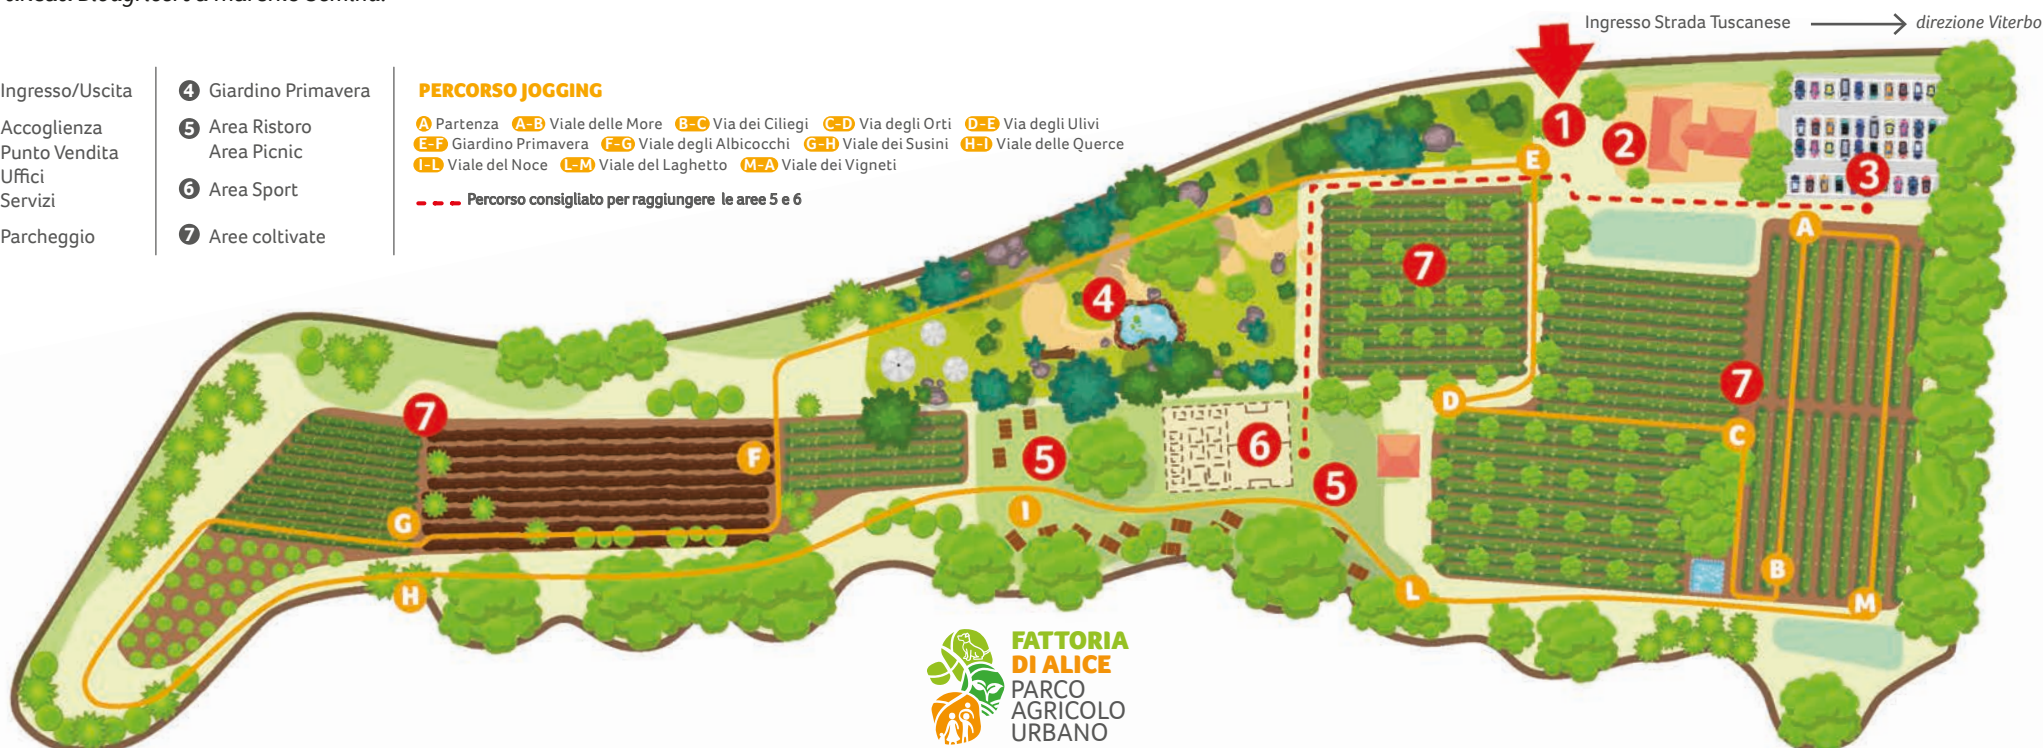 Ingresso Strada Tuscanese direzione Viterbo
Ingresso/Uscita
Accoglienza
Punto Vendita
Uffici
Servizi
Parcheggio
4 Giardino Primavera
5 Area Ristoro
Area Picnic
6 Area Sport
7 Aree coltivate
PERCORSO JOGGING
A Partenza A-B Viale delle More B-C Via dei Ciliegi C-D Via degli Orti D-E Via degli Ulivi
E-F Giardino Primavera F-G Viale degli Albicocchi G-H Viale dei Susini H-I Viale delle Querce
I-L Viale del Noce L-M Viale del Laghetto M-A Viale dei Vigneti
Percorso consigliato per raggiungere le aree 5 e 6
1
2
3
E
A
7
4
7
D
7
C
F
5
6
5
G
I
H
L
B
M
FATTORIA
DI ALICE
PARCO
AGRICOLO
URBANO